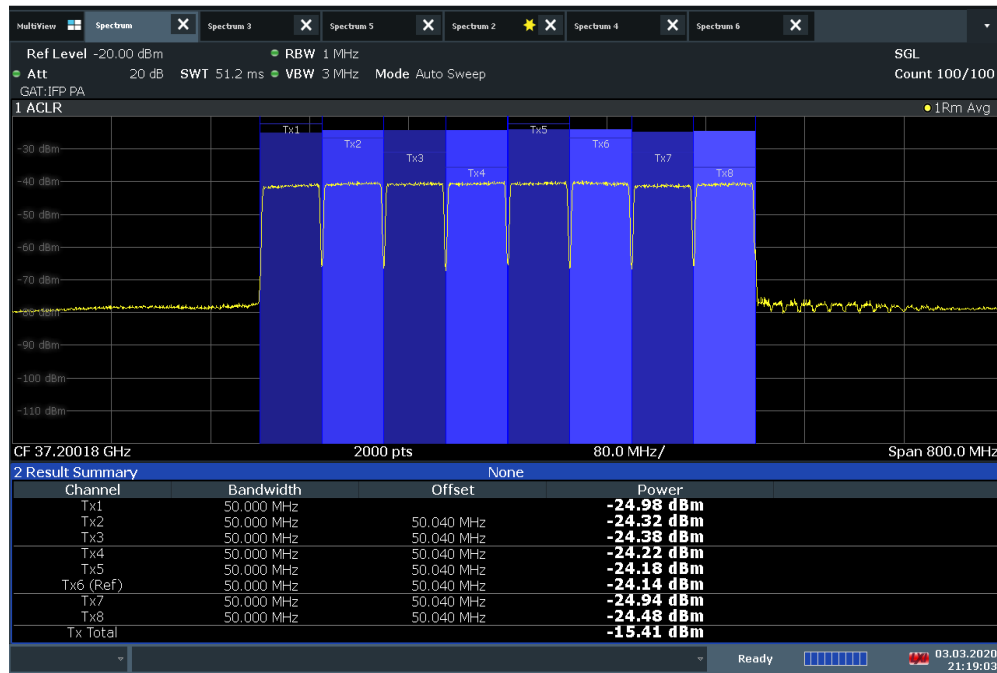 MultiView Spectrum Spectrum 3 Spectrum 5 Spectrum 2 Spectrum 4 Spectrum 6
Ref Level -20.00 dBm RBW 1 MHz SGL
Att 20 dB SWT 51.2 ms VBW 3 MHz Mode Auto Sweep Count 100/100
GAT:IFP PA
1 ACLR 1Rm Avg
Tx1 Tx5
Tx2 Tx6
-30 dBm
Tx3 Tx7
Tx4 Tx8
-40 dBm
-50 dBm
-60 dBm
-70 dBm
-80 dBm
-90 dBm
-100 dBm
-110 dBm
CF 37.20018 GHz 2000 pts 80.0 MHz/ Span 800.0 MHz
2 Result Summary None
Channel Bandwidth Offset Power
Tx1 50.000 MHz -24.98 dBm
Tx2 50.000 MHz 50.040 MHz -24.32 dBm
Tx3 50.000 MHz 50.040 MHz -24.38 dBm
Tx4 50.000 MHz 50.040 MHz -24.22 dBm
Tx5 50.000 MHz 50.040 MHz -24.18 dBm
Tx6 (Ref) 50.000 MHz 50.040 MHz -24.14 dBm
Tx7 50.000 MHz 50.040 MHz -24.94 dBm
Tx8 50.000 MHz 50.040 MHz -24.48 dBm
Tx Total -15.41 dBm
Ready 03.03.2020
21:19:03